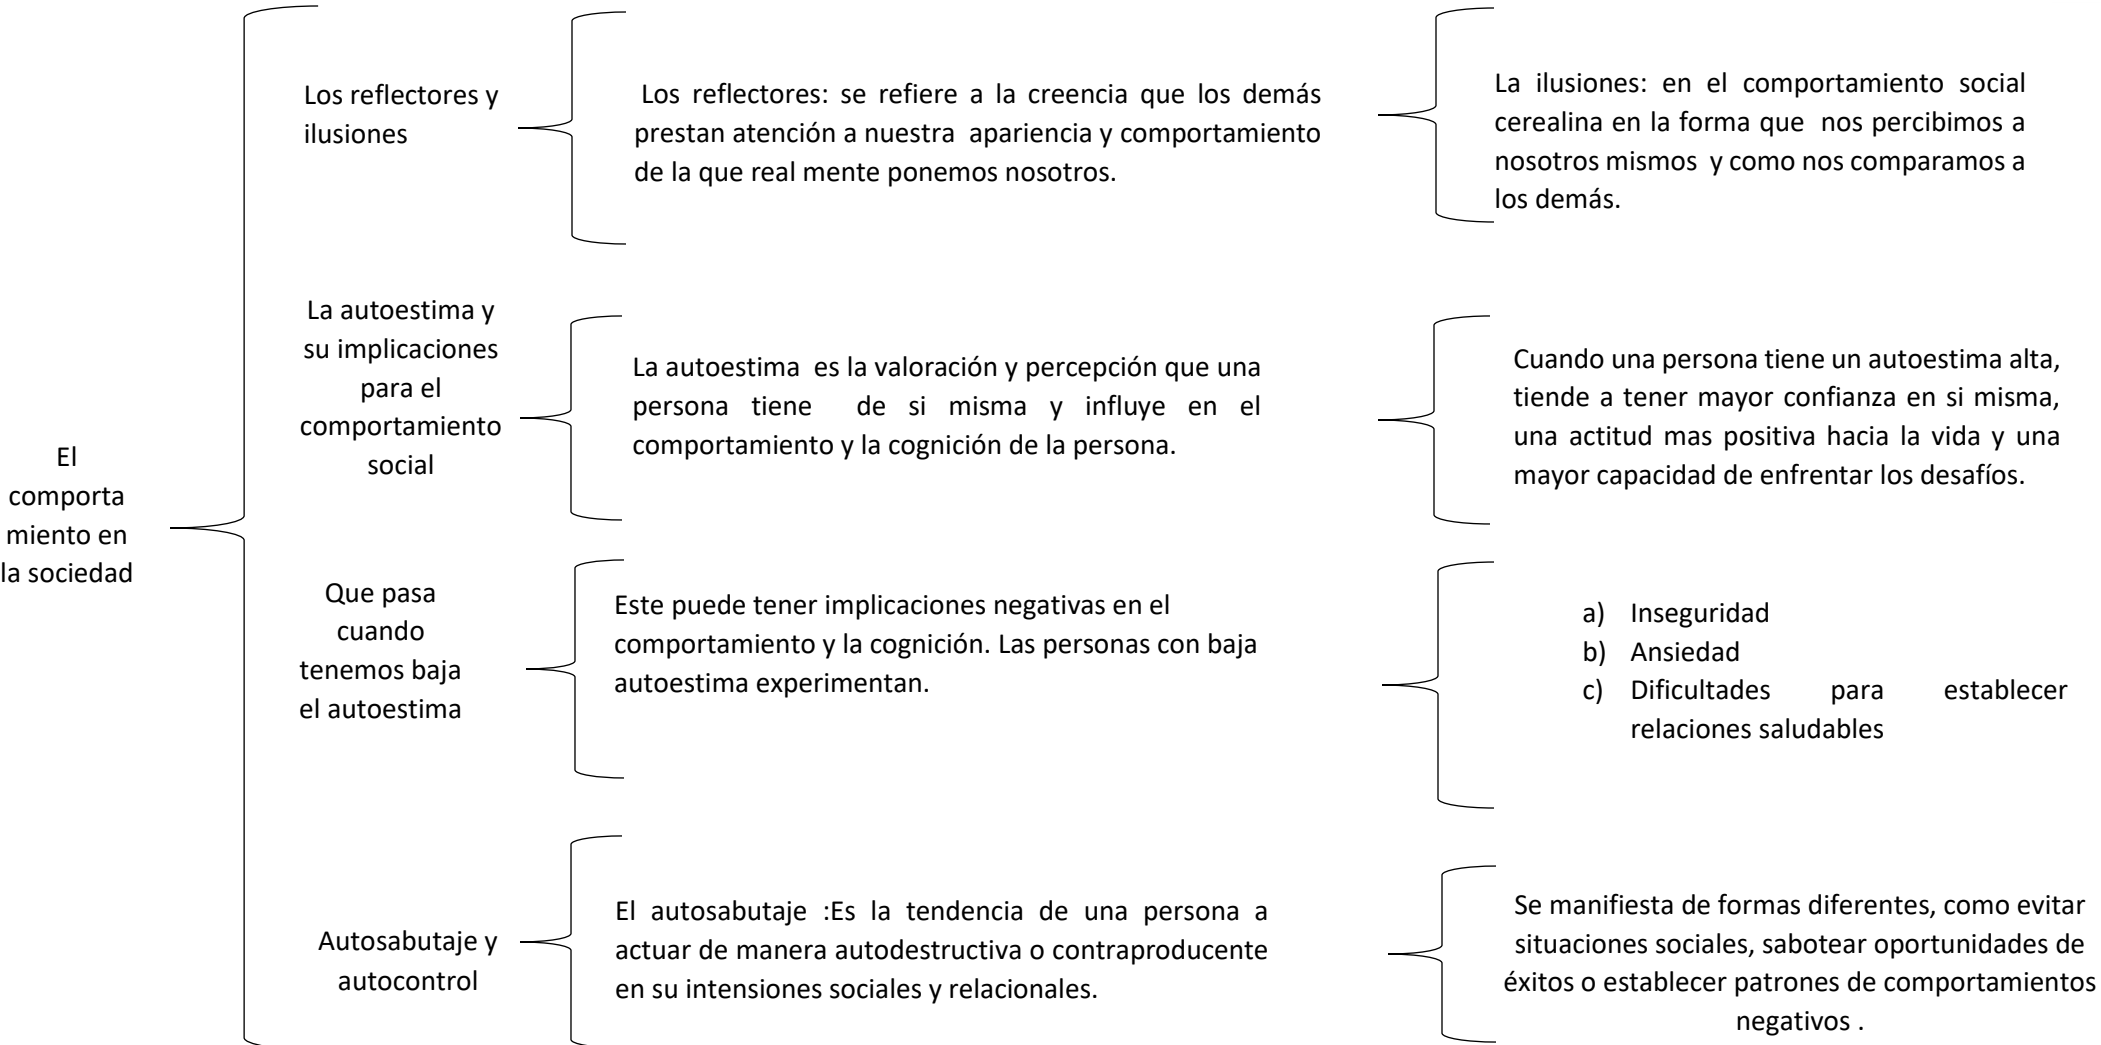 El
comporta
miento en
la sociedad
Los reflectores y
ilusiones
Los reflectores: se refiere a la creencia que los demás
prestan atención a nuestra apariencia y comportamiento
de la que real mente ponemos nosotros.
La ilusiones: en el comportamiento social
cerealina en la forma que nos percibimos a
nosotros mismos y como nos comparamos a
los demás.
La autoestima y
su implicaciones
para el
comportamiento
social
La autoestima es la valoración y percepción que una
persona tiene de si misma y influye en el
comportamiento y la cognición de la persona.
Cuando una persona tiene un autoestima alta,
tiende a tener mayor confianza en si misma,
una actitud mas positiva hacia la vida y una
mayor capacidad de enfrentar los desafíos.
Que pasa
cuando
tenemos baja
el autoestima
Este puede tener implicaciones negativas en el
comportamiento y la cognición. Las personas con baja
autoestima experimentan.
a) Inseguridad
b) Ansiedad
c) Dificultades para establecer
relaciones saludables
Autosabutaje y
autocontrol
El autosabutaje :Es la tendencia de una persona a
actuar de manera autodestructiva o contraproducente
en su intensiones sociales y relacionales.
Se manifiesta de formas diferentes, como evitar
situaciones sociales, sabotear oportunidades de
éxitos o establecer patrones de comportamientos
negativos .